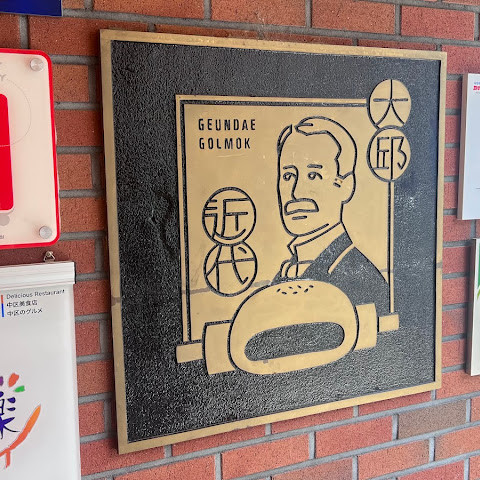 GEUNDAE
GOLMOK
大
邱
近
代
Delicious Restaurant
中区美食店
中区のグルメ